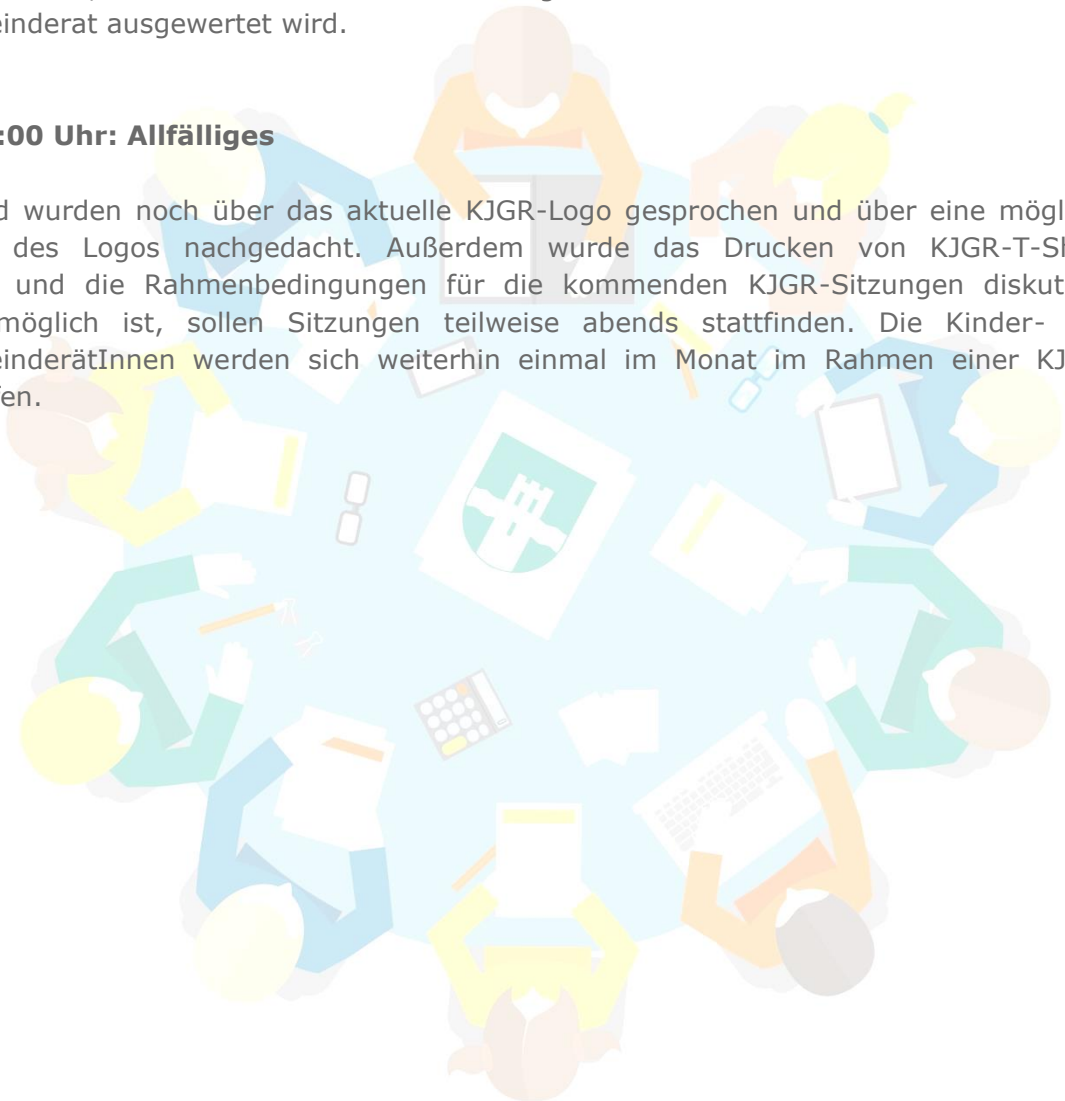 einderat ausgewertet wird.
:00 Uhr: Allfälliges
d wurden noch über das aktuelle KJGR-Logo gesprochen und über eine mögl
des Logos nachgedacht. Außerdem wurde das Drucken von KJGR-T-Sh
und die Rahmenbedingungen für die kommenden KJGR-Sitzungen diskut
möglich ist, sollen Sitzungen teilweise abends stattfinden. Die Kinder-
einderätInnen werden sich weiterhin einmal im Monat im Rahmen einer KJ
fen.